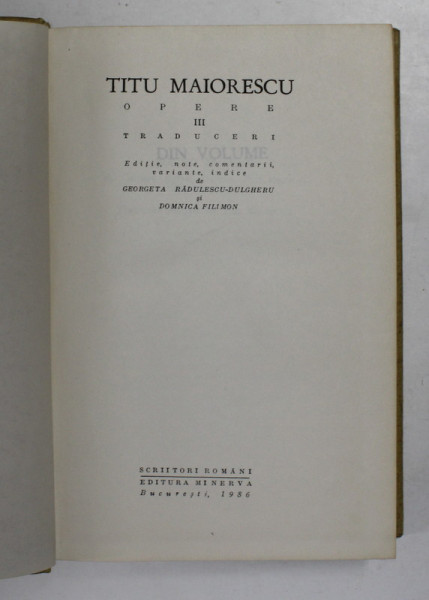 TITU MAIORESCU
OPERE
III
TRADUCERI
DIN VOLUME
Ediție, note, comentarii,
variante, indice
de
GEORGETA RĂDULESCU-DULGHERU
și
DOMNICA FILIMON
SCRIITORI ROMÂNI
EDITURA MINERVA
București, 1986